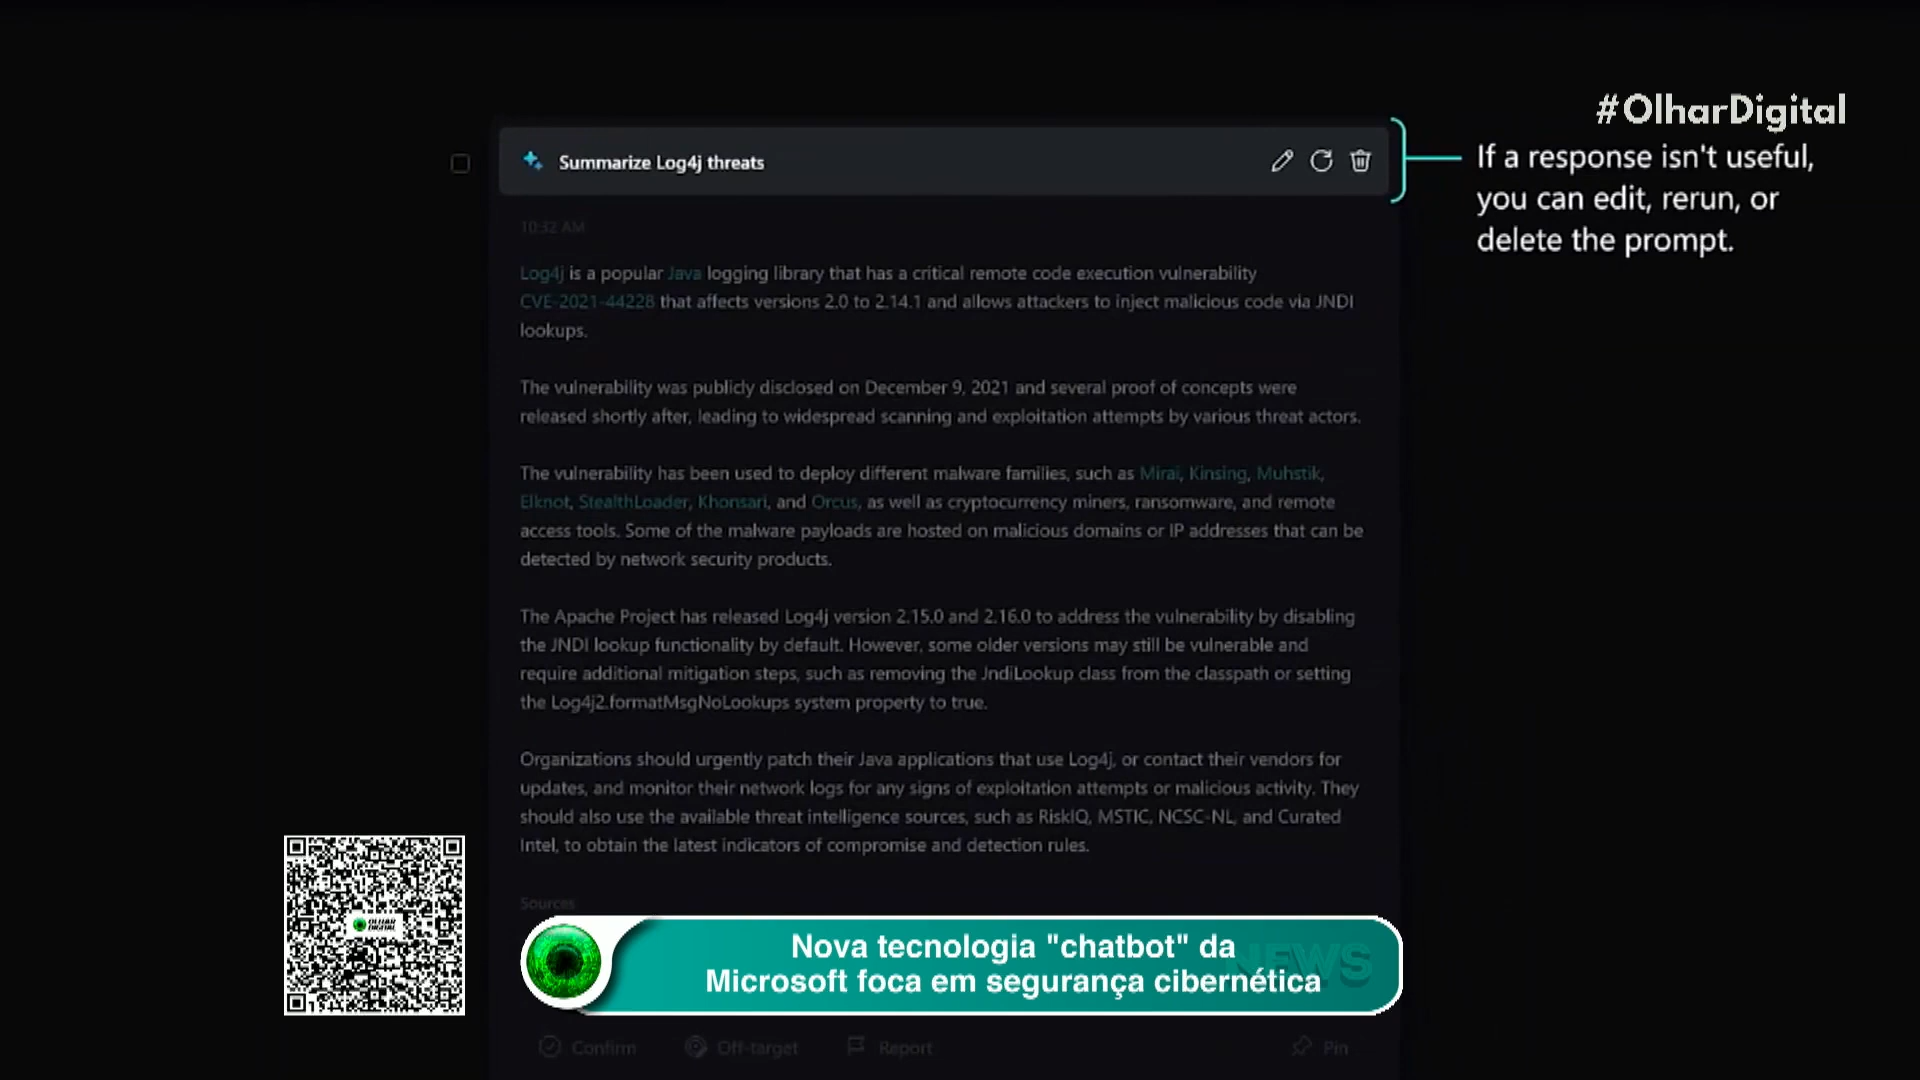 #OlharDigital
If a response isn't useful,
you can edit, rerun, or
delete the prompt.
Summarize Log4j threats
10:32 AM
Log4j is a popular Java logging library that has a critical remote code execution vulnerability
CVE-2021-44228 that affects versions 2.0 to 2.14.1 and allows attackers to inject malicious code via JNDI
lookups.
The vulnerability was publicly disclosed on December 9, 2021 and several proof of concepts were
released shortly after, leading to widespread scanning and exploitation attempts by various threat actors.
The vulnerability has been used to deploy different malware families, such as Mirai, Kinsing, Muhstik,
Elknot, StealthLoader, Khonsari, and Orcus, as well as cryptocurrency miners, ransomware, and remote
access tools. Some of the malware payloads are hosted on malicious domains or IP addresses that can be
detected by network security products.
The Apache Project has released Log4j version 2.15.0 and 2.16.0 to address the vulnerability by disabling
the JNDI lookup functionality by default. However, some older versions may still be vulnerable and
require additional mitigation steps, such as removing the JndiLookup class from the classpath or setting
the Log4j2.formatMsgNoLookups system property to true.
Organizations should urgently patch their Java applications that use Log4j, or contact their vendors for
updates, and monitor their network logs for any signs of exploitation attempts or malicious activity. They
should also use the available threat intelligence sources, such as RiskIQ, MSTIC, NCSC-NL, and Curated
Intel, to obtain the latest indicators of compromise and detection rules.
Sources
OLHAR
DIGITAL
NEWS
Nova tecnologia "chatbot" da
Microsoft foca em segurança cibernética
Confirm Off-target Report Pin